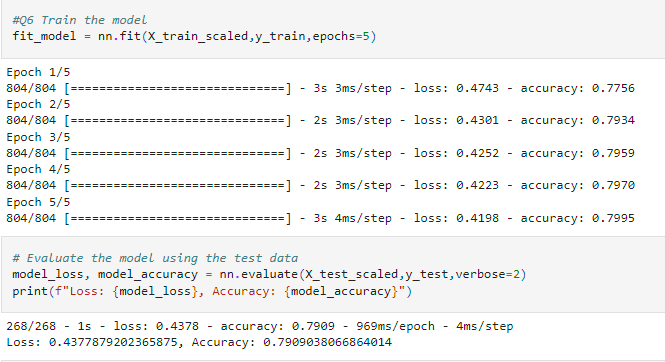 #Q6 Train the model
fit_model = nn.fit(X_train_scaled,y_train,epochs=5)
Epoch 1/5
804/804 [==============================] - 3s 3ms/step - loss: 0.4743 - accuracy: 0.7756
Epoch 2/5
804/804 [==============================] - 2s 3ms/step - loss: 0.4301 - accuracy: 0.7934
Epoch 3/5
804/804 [==============================] - 2s 3ms/step - loss: 0.4252 - accuracy: 0.7959
Epoch 4/5
804/804 [==============================] - 2s 3ms/step - loss: 0.4223 - accuracy: 0.7970
Epoch 5/5
804/804 [==============================] - 3s 4ms/step - loss: 0.4198 - accuracy: 0.7995
# Evaluate the model using the test data
model_loss, model_accuracy = nn.evaluate(X_test_scaled,y_test,verbose=2)
print(f"Loss: {model_loss}, Accuracy: {model_accuracy}")
268/268 - 1s - loss: 0.4378 - accuracy: 0.7909 - 969ms/epoch - 4ms/step
Loss: 0.4377879202365875, Accuracy: 0.7909038066864014